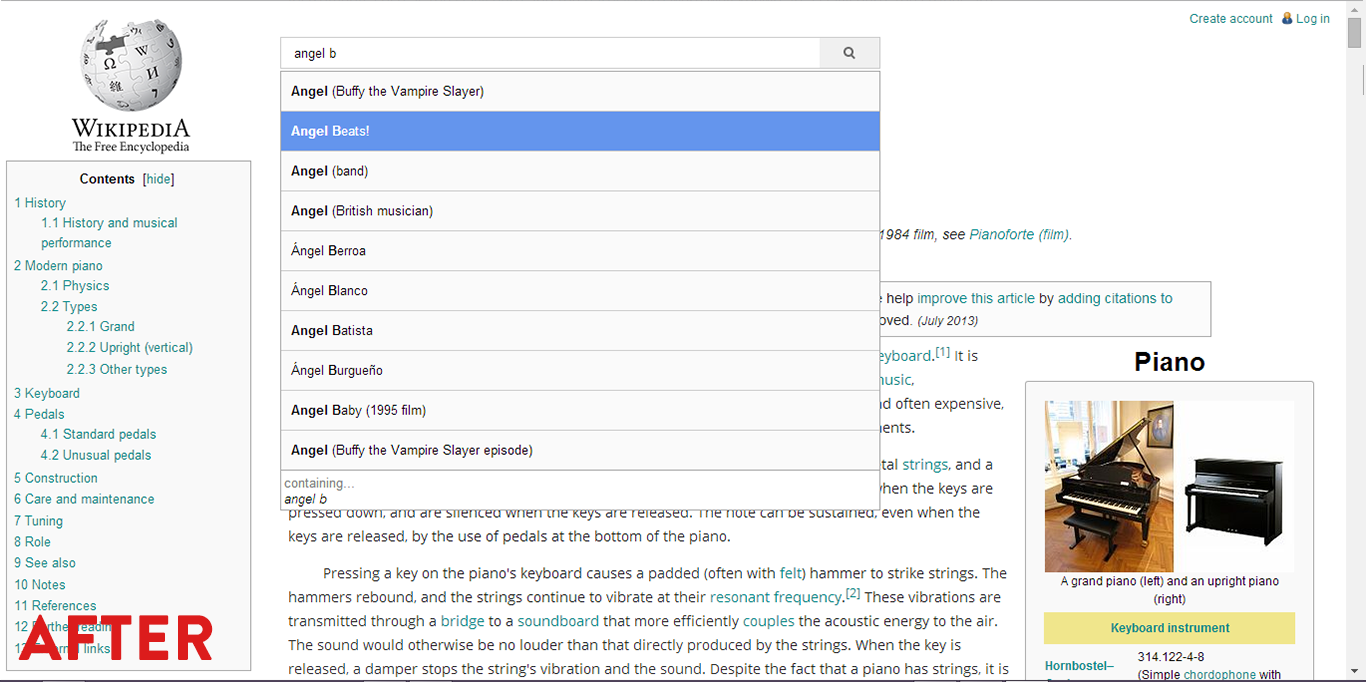 Create account Log in
WIKIPEDIA
The Free Encyclopedia
angel b
Angel (Buffy the Vampire Slayer)
Angel Beats!
Angel (band)
Angel (British musician)
Ángel Berroa
Ángel Blanco
Angel Batista
Ángel Burgueño
Angel Baby (1995 film)
Angel (Buffy the Vampire Slayer episode)
containing...
angel b
Contents [hide]
1 History
1.1 History and musical
performance
2 Modern piano
2.1 Physics
2.2 Types
2.2.1 Grand
2.2.2 Upright (vertical)
2.2.3 Other types
3 Keyboard
4 Pedals
4.1 Standard pedals
4.2 Unusual pedals
5 Construction
6 Care and maintenance
7 Tuning
8 Role
9 See also
10 Notes
11 References
12
13 links
AFTER
1984 film, see Pianoforte (film).
help improve this article by adding citations to
(July 2013)
[1] It is
and often expensive,
strings, and a
when the keys are
pressed down, and are silenced when the keys are released. The note can be sustained, even when the
keys are released, by the use of pedals at the bottom of the piano.
Pressing a key on the piano's keyboard causes a padded (often with felt) hammer to strike strings. The
hammers rebound, and the strings continue to vibrate at their resonant frequency.[2] These vibrations are
transmitted through a bridge to a soundboard that more efficiently couples the acoustic energy to the air.
The sound would otherwise be no louder than that directly produced by the strings. When the key is
released, a damper stops the string's vibration and the sound. Despite the fact that a piano has strings, it is
Piano
A grand piano (left) and an upright piano
(right)
Keyboard instrument
Hornbostel–
314.122-4-8
(Simple chordophone with